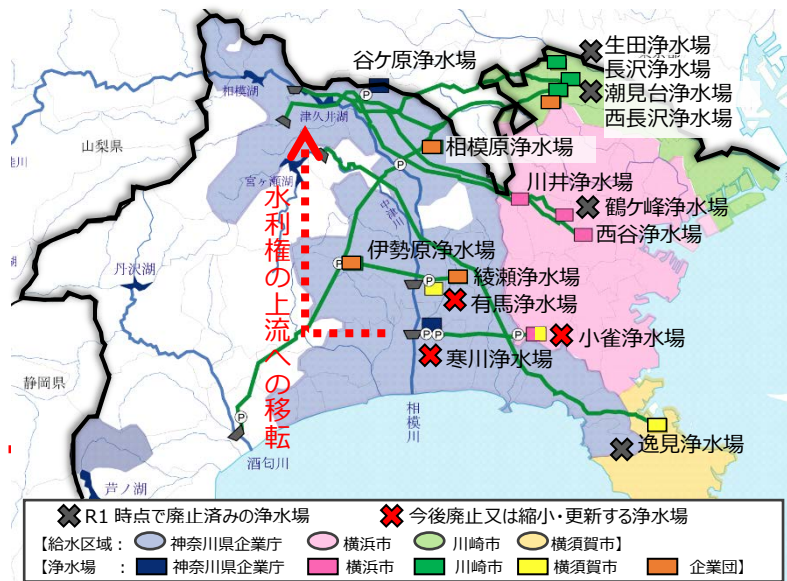 生田浄水場
谷ケ原浄水場
長沢浄水場
潮見台浄水場
西長沢浄水場
相模湖
津久井湖
山梨県
相模原浄水場
川井浄水場
宮ヶ瀬湖
中津川
鶴ケ峰浄水場
西谷浄水場
水利権の上流への移転
丹沢湖
伊勢原浄水場
綾瀬浄水場
有馬浄水場
小雀浄水場
寒川浄水場
静岡県
相模川
酒匂川
逸見浄水場
芦ノ湖
P
P
P
P
P
P
P
P
R1 時点で廃止済みの浄水場
今後廃止又は縮小・更新する浄水場
【給水区域： 神奈川県企業庁 横浜市 川崎市 横須賀市】
【浄水場 ： 神奈川県企業庁 横浜市 川崎市 横須賀市 企業団】